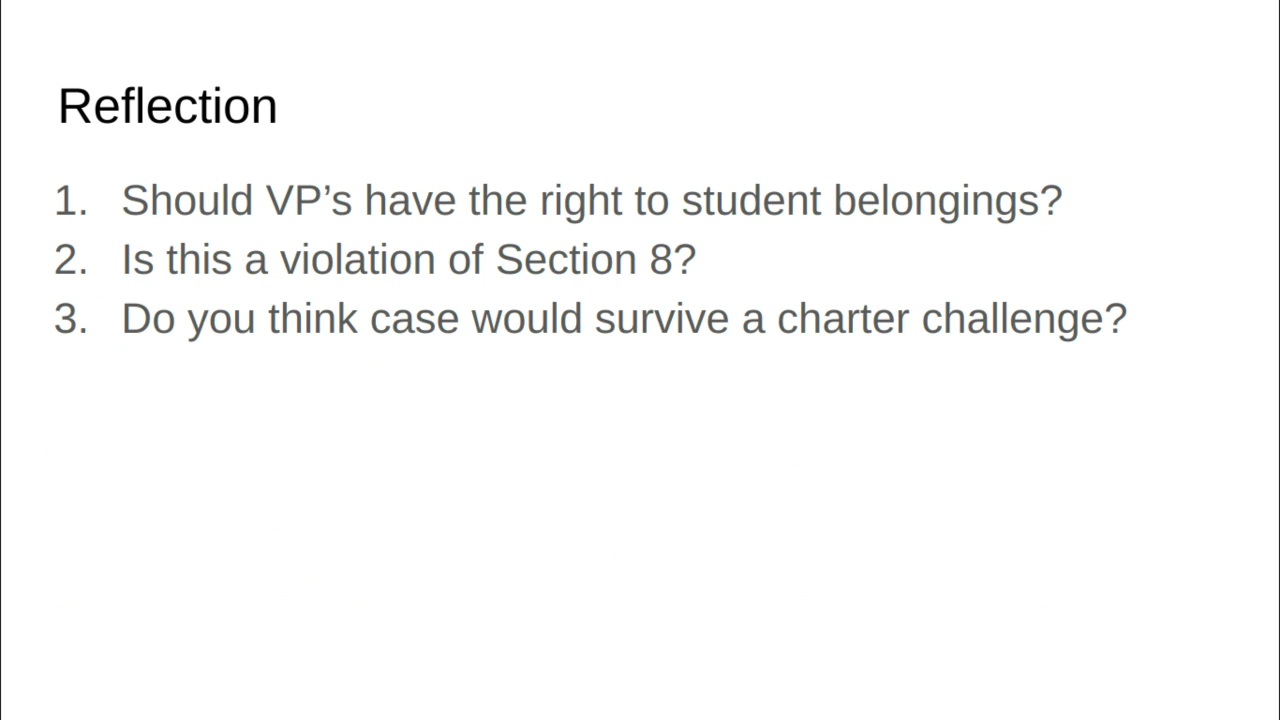 Reflection
1. Should VP’s have the right to student belongings?
2. Is this a violation of Section 8?
3. Do you think case would survive a charter challenge?